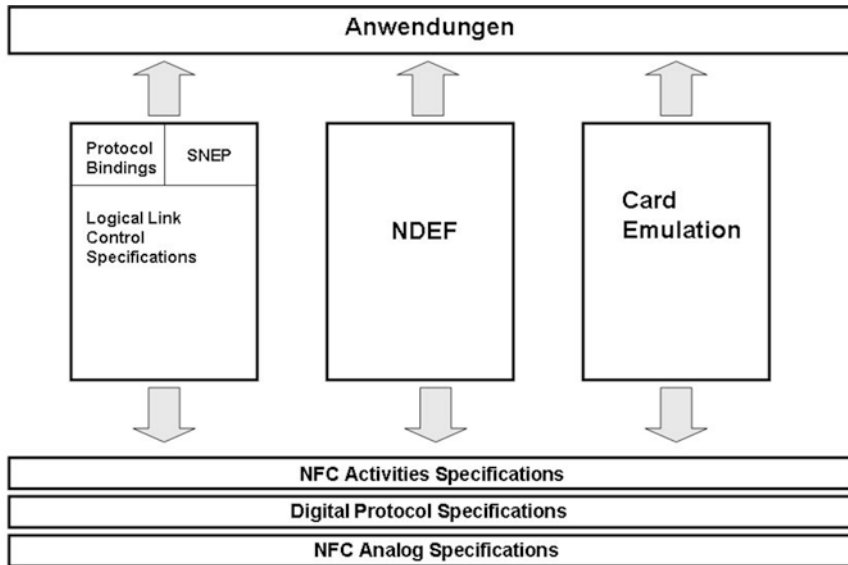 Anwendungen
Protocol
Bindings
SNEP
Logical Link
Control
Specifications
NDEF
Card
Emulation
NFC Activities Specifications
Digital Protocol Specifications
NFC Analog Specifications